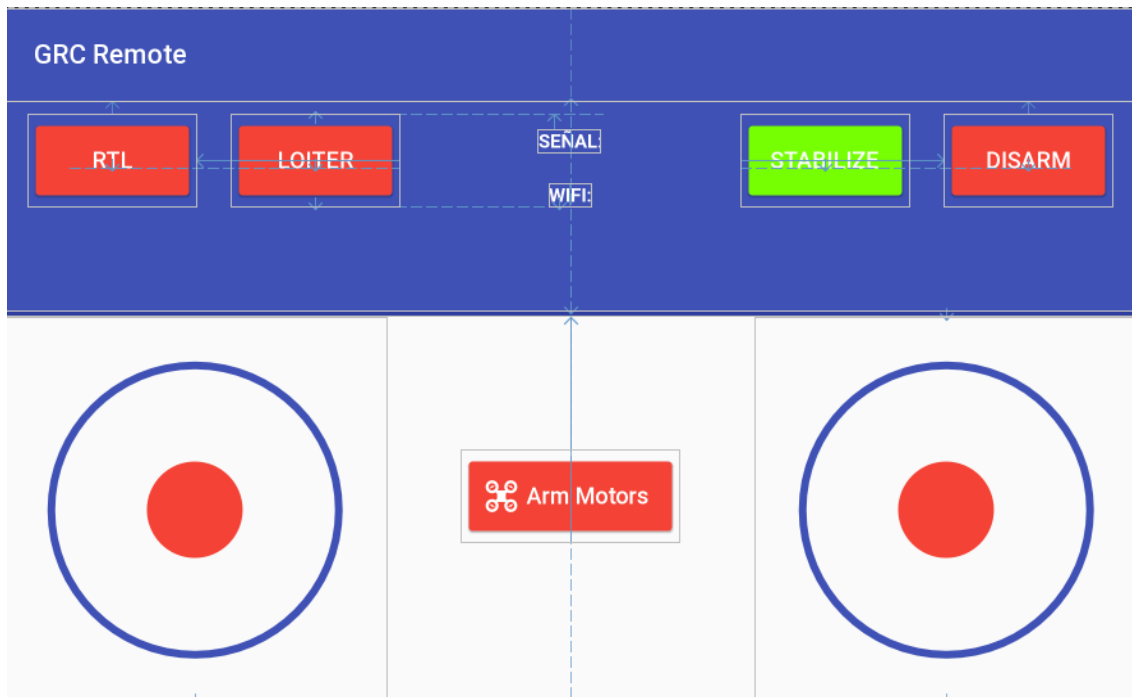 GRC Remote
RTL
LOITER
SEÑAL:
WIFI:
STABILIZE
DISARM
Arm Motors